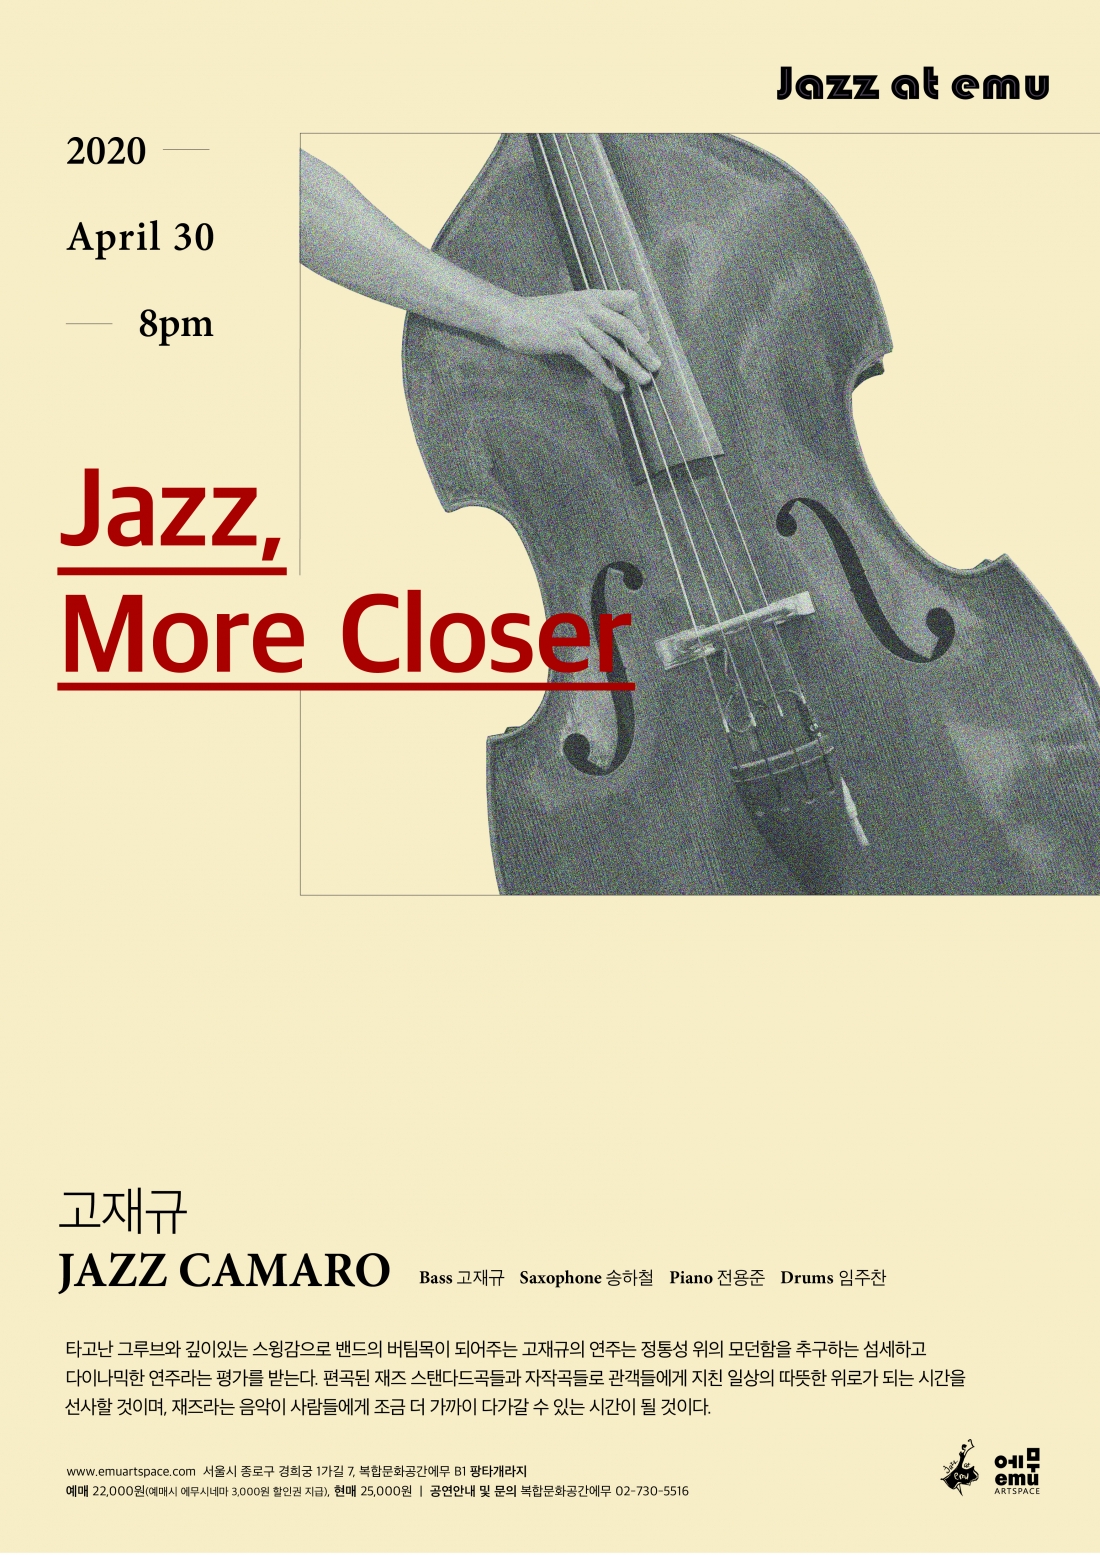 Jazz at emu
2020
April 30
8pm
Jazz,
More Closer
고재규
JAZZ CAMARO
Bass 고재규 Saxophone 송하철 Piano 전용준 Drums 임주찬
타고난 그루브와 깊이있는 스윙감으로 밴드의 버팀목이 되어주는 고재규의 연주는 정통성 위의 모던함을 추구하는 섬세하고
다이나믹한 연주라는 평가를 받는다. 편곡된 재즈 스탠다드곡들과 자작곡들로 관객들에게 지친 일상의 따뜻한 위로가 되는 시간을
선사할 것이며, 재즈라는 음악이 사람들에게 조금 더 가까이 다가갈 수 있는 시간이 될 것이다.
www.emuartspace.com 서울시 종로구 경희궁 1가길 7, 복합문화공간에무 B1 팡타개라지
예매 22,000원(예매시 에무시네마 3,000원 할인권 지급), 현매 25,000원 | 공연안내 및 문의 복합문화공간에무 02-730-5516
Jazz at emu
에무
emu
ARTSPACE